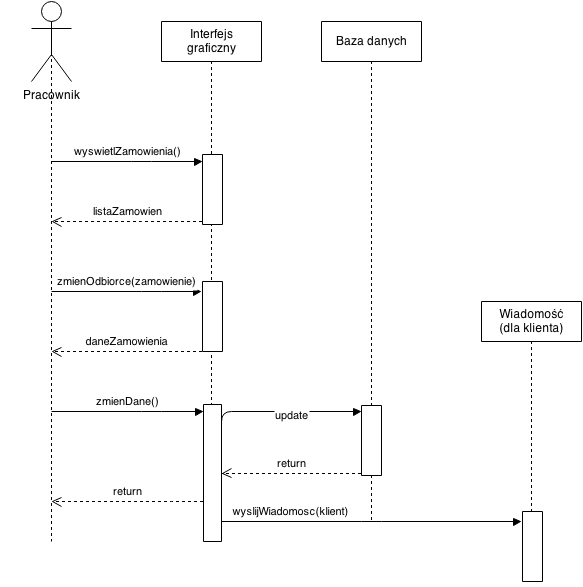 Interfejs
graficzny
Baza danych
Pracownik
wyswietlZamowienia()
listaZamowien
zmienOdbiorce(zamowienie)
Wiadomość
(dla klienta)
daneZamowienia
zmienDane()
update
return
return
wyslijWiadomosc(klient)